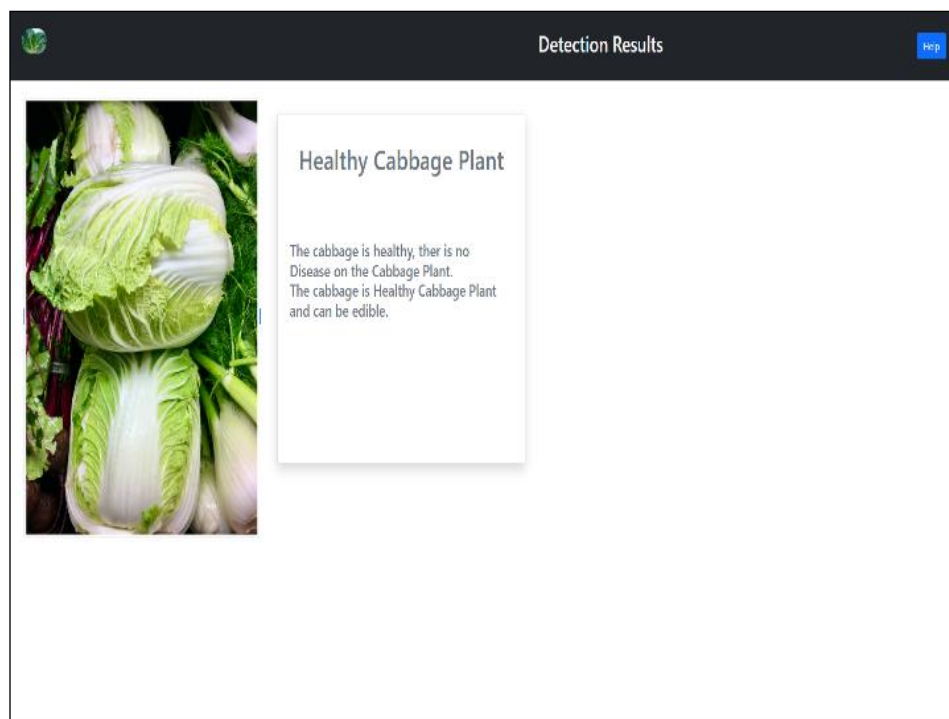 Detection Results
Help
Healthy Cabbage Plant
The cabbage is healthy, ther is no
Disease on the Cabbage Plant.
The cabbage is Healthy Cabbage Plant
and can be edible.